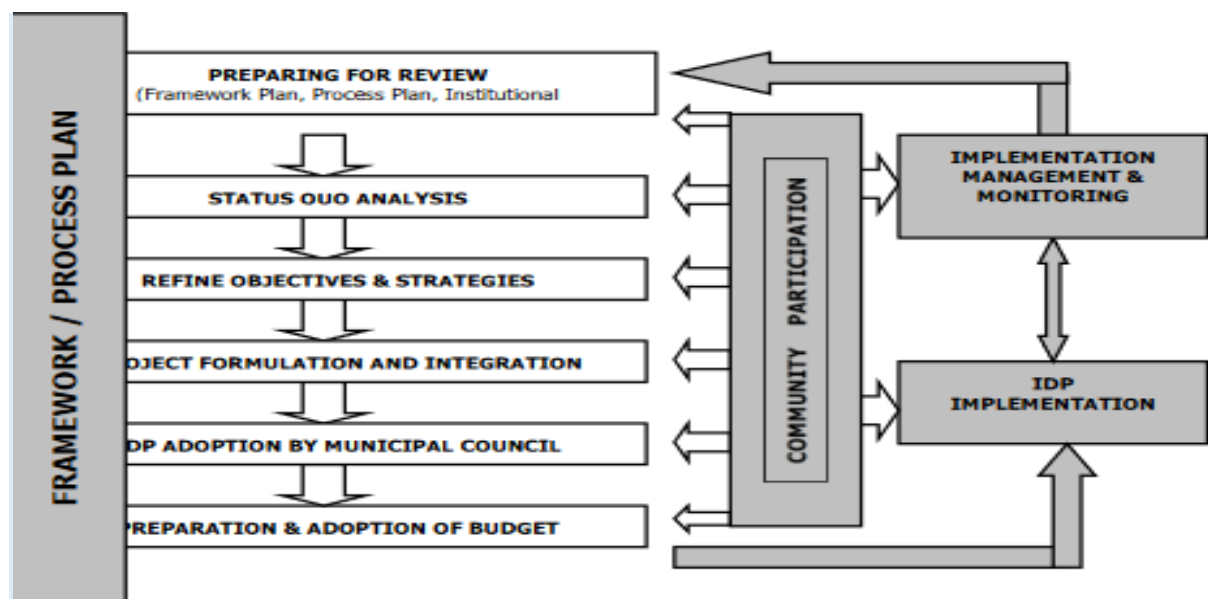 FRAMEWORK / PROCESS PLAN
PREPARING FOR REVIEW
(Framework Plan, Process Plan, Institutional
STATUS OUO ANALYSIS
REFINE OBJECTIVES & STRATEGIES
OJECT FORMULATION AND INTEGRATION
DP ADOPTION BY MUNICIPAL COUNCIL
PREPARATION & ADOPTION OF BUDGET
COMMUNITY PARTICIPATION
IMPLEMENTATION
MANAGEMENT &
MONITORING
IDP
IMPLEMENTATION